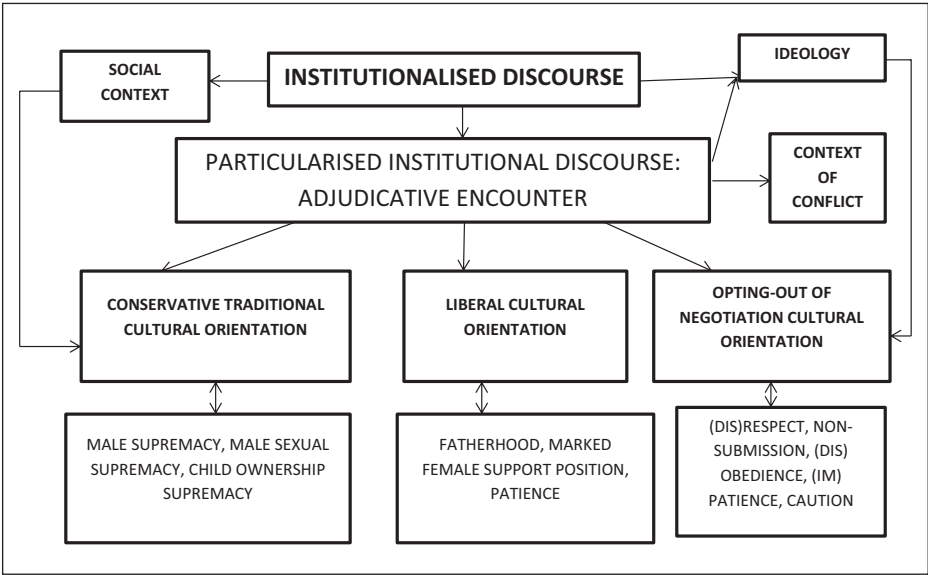 SOCIAL
CONTEXT
INSTITUTIONALISED DISCOURSE
IDEOLOGY
PARTICULARISED INSTITUTIONAL DISCOURSE:
ADJUDICATIVE ENCOUNTER
CONTEXT
OF
CONFLICT
CONSERVATIVE TRADITIONAL
CULTURAL ORIENTATION
LIBERAL CULTURAL
ORIENTATION
OPTING-OUT OF
NEGOTIATION CULTURAL
ORIENTATION
MALE SUPREMACY, MALE SEXUAL
SUPREMACY, CHILD OWNERSHIP
SUPREMACY
FATHERHOOD, MARKED
FEMALE SUPPORT POSITION,
PATIENCE
(DIS)RESPECT, NON-
SUBMISSION, (DIS)
OBEDIENCE, (IM)
PATIENCE, CAUTION